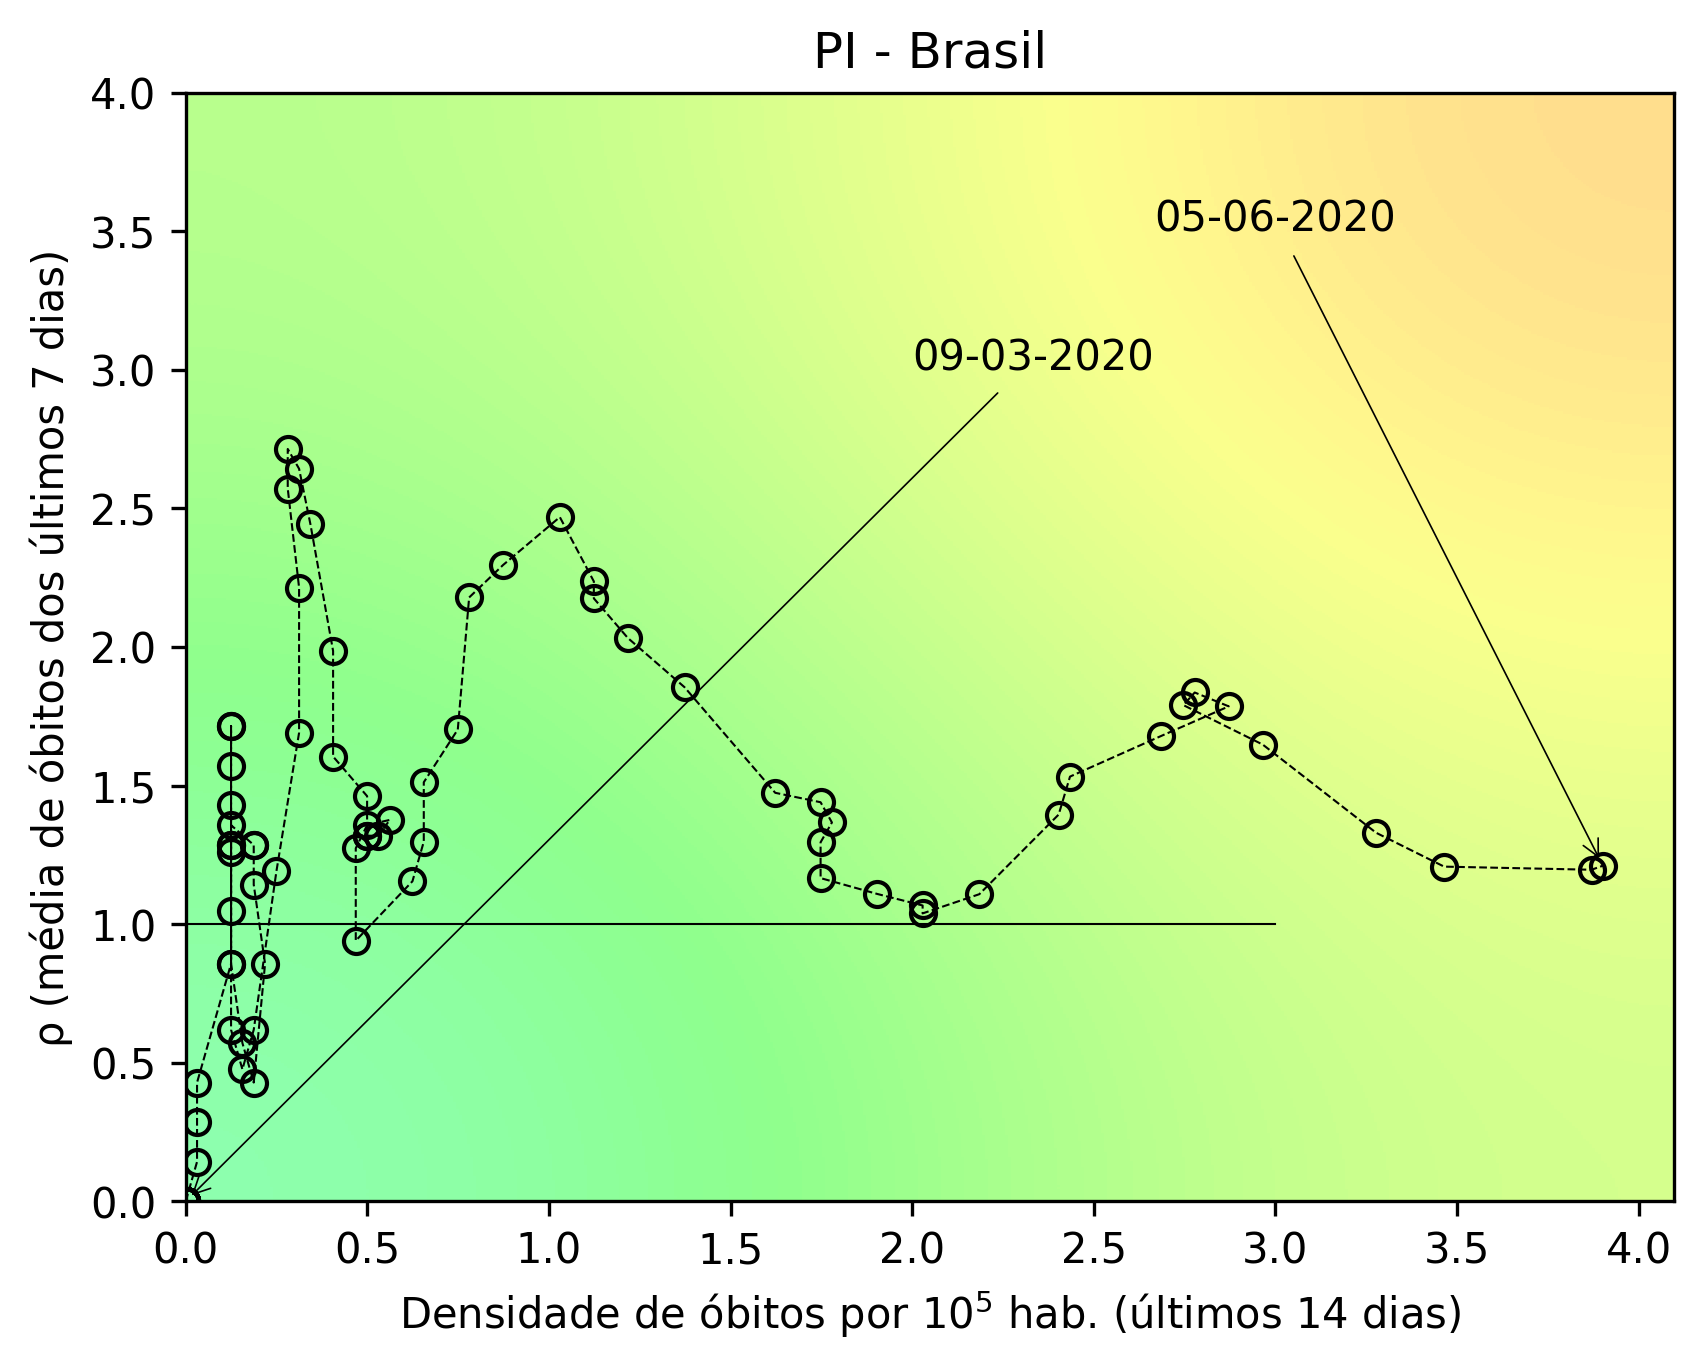 PI - Brasil
4.0
3.5
3.0
2.5
2.0
1.5
1.0
0.5
0.0
ρ (média de óbitos dos últimos 7 dias)
05-06-2020
09-03-2020
0.0 0.5 1.0 1.5 2.0 2.5 3.0 3.5 4.0
Densidade de óbitos por 10⁵ hab. (últimos 14 dias)